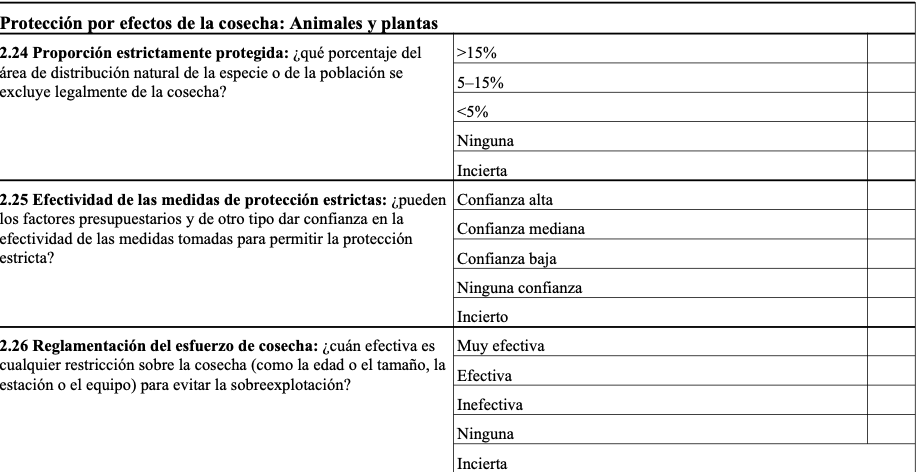 Protección por efectos de la cosecha: Animales y plantas
2.24 Proporción estrictamente protegida: ¿qué porcentaje del
área de distribución natural de la especie o de la población se
excluye legalmente de la cosecha?
>15%
5–15%
<5%
Ninguna
Incierta
2.25 Efectividad de las medidas de protección estrictas: ¿pueden
los factores presupuestarios y de otro tipo dar confianza en la
efectividad de las medidas tomadas para permitir la protección
estricta?
Confianza alta
Confianza mediana
Confianza baja
Ninguna confianza
Incierto
2.26 Reglamentación del esfuerzo de cosecha: ¿cuán efectiva es
cualquier restricción sobre la cosecha (como la edad o el tamaño, la
estación o el equipo) para evitar la sobreexplotación?
Muy efectiva
Efectiva
Inefectiva
Ninguna
Incierta